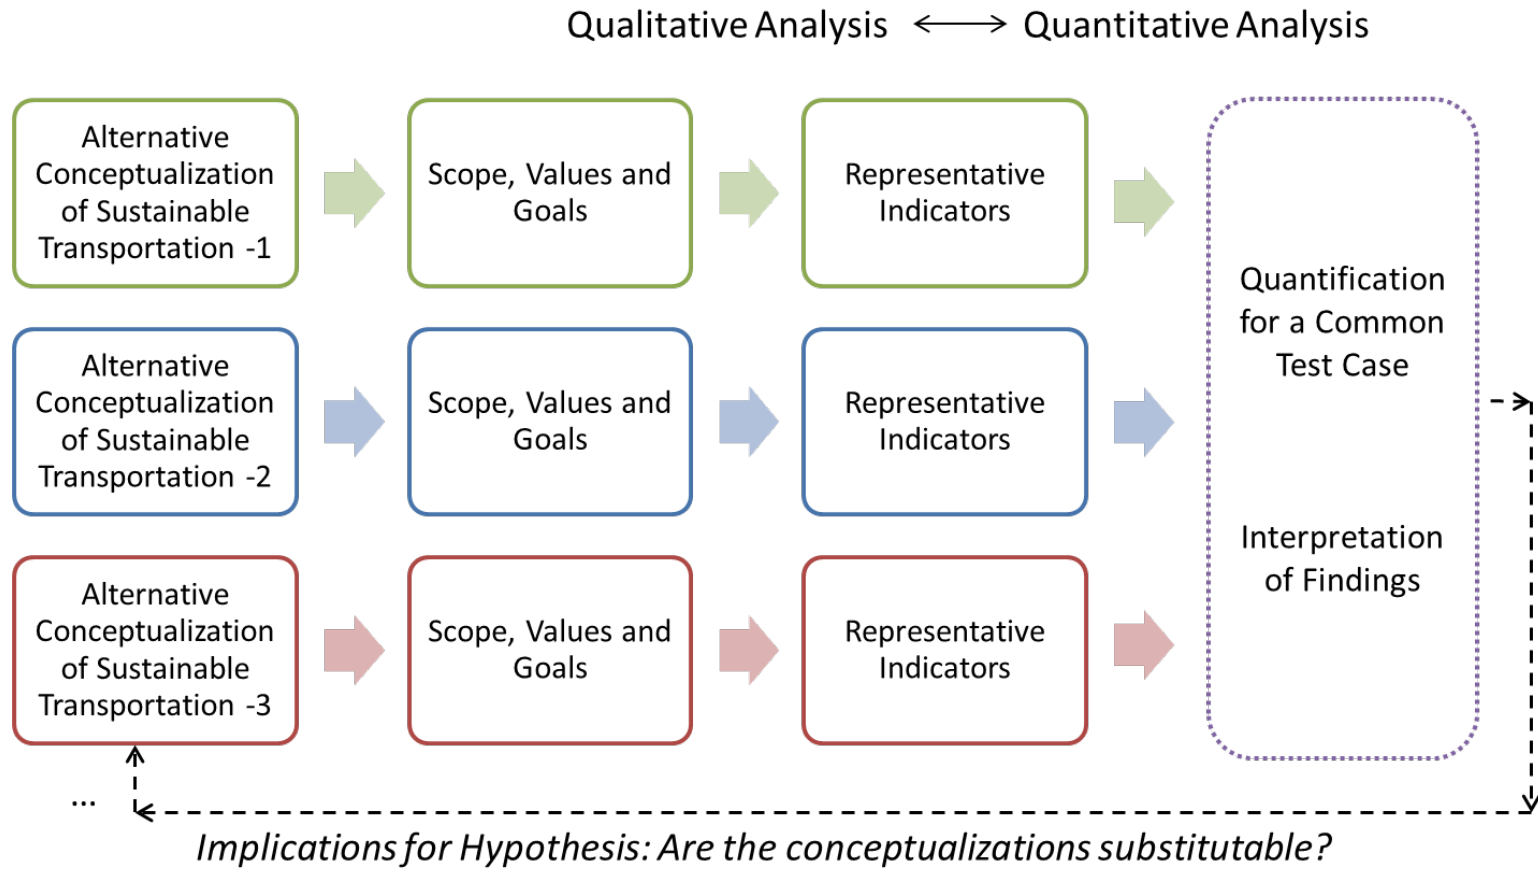 Qualitative Analysis ⟷ Quantitative Analysis
Alternative
Conceptualization
of Sustainable
Transportation -1
Scope, Values and
Goals
Representative
Indicators
Alternative
Conceptualization
of Sustainable
Transportation -2
Scope, Values and
Goals
Representative
Indicators
Alternative
Conceptualization
of Sustainable
Transportation -3
Scope, Values and
Goals
Representative
Indicators
Quantification
for a Common
Test Case
Interpretation
of Findings
...
Implications for Hypothesis: Are the conceptualizations substitutable?